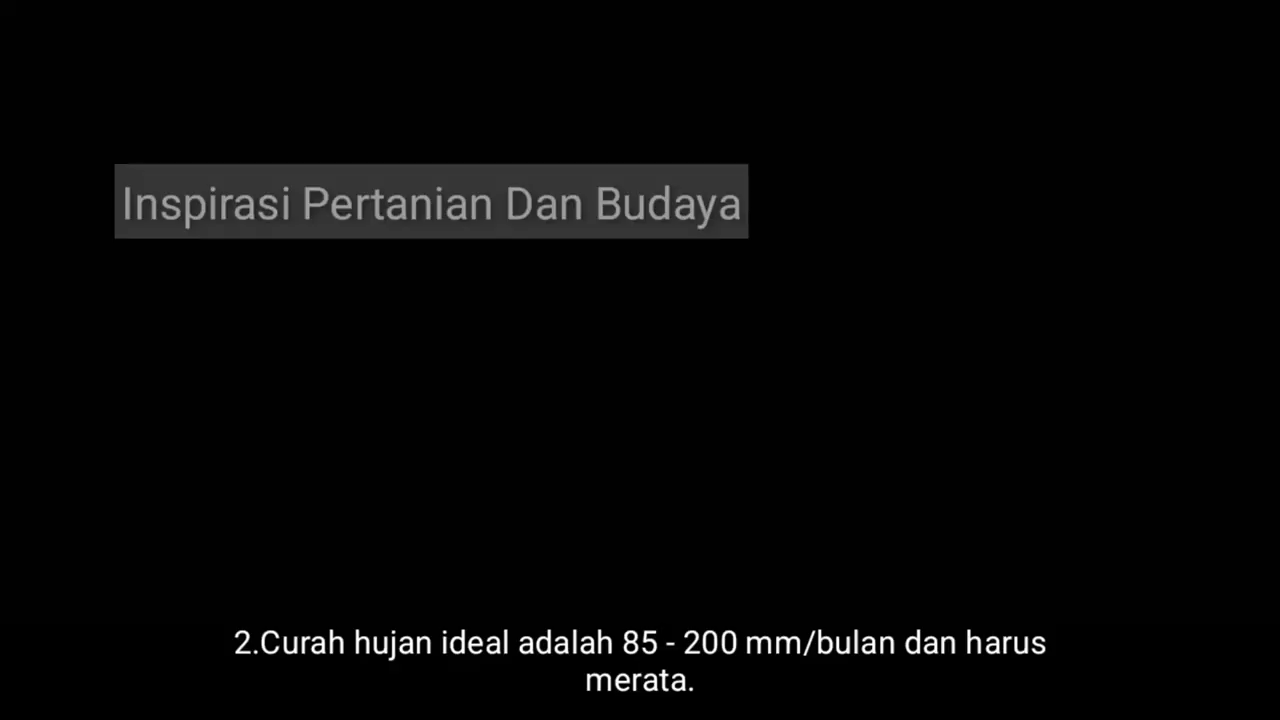 Inspirasi Pertanian Dan Budaya
2.Curah hujan ideal adalah 85 - 200 mm/bulan dan harus
merata.